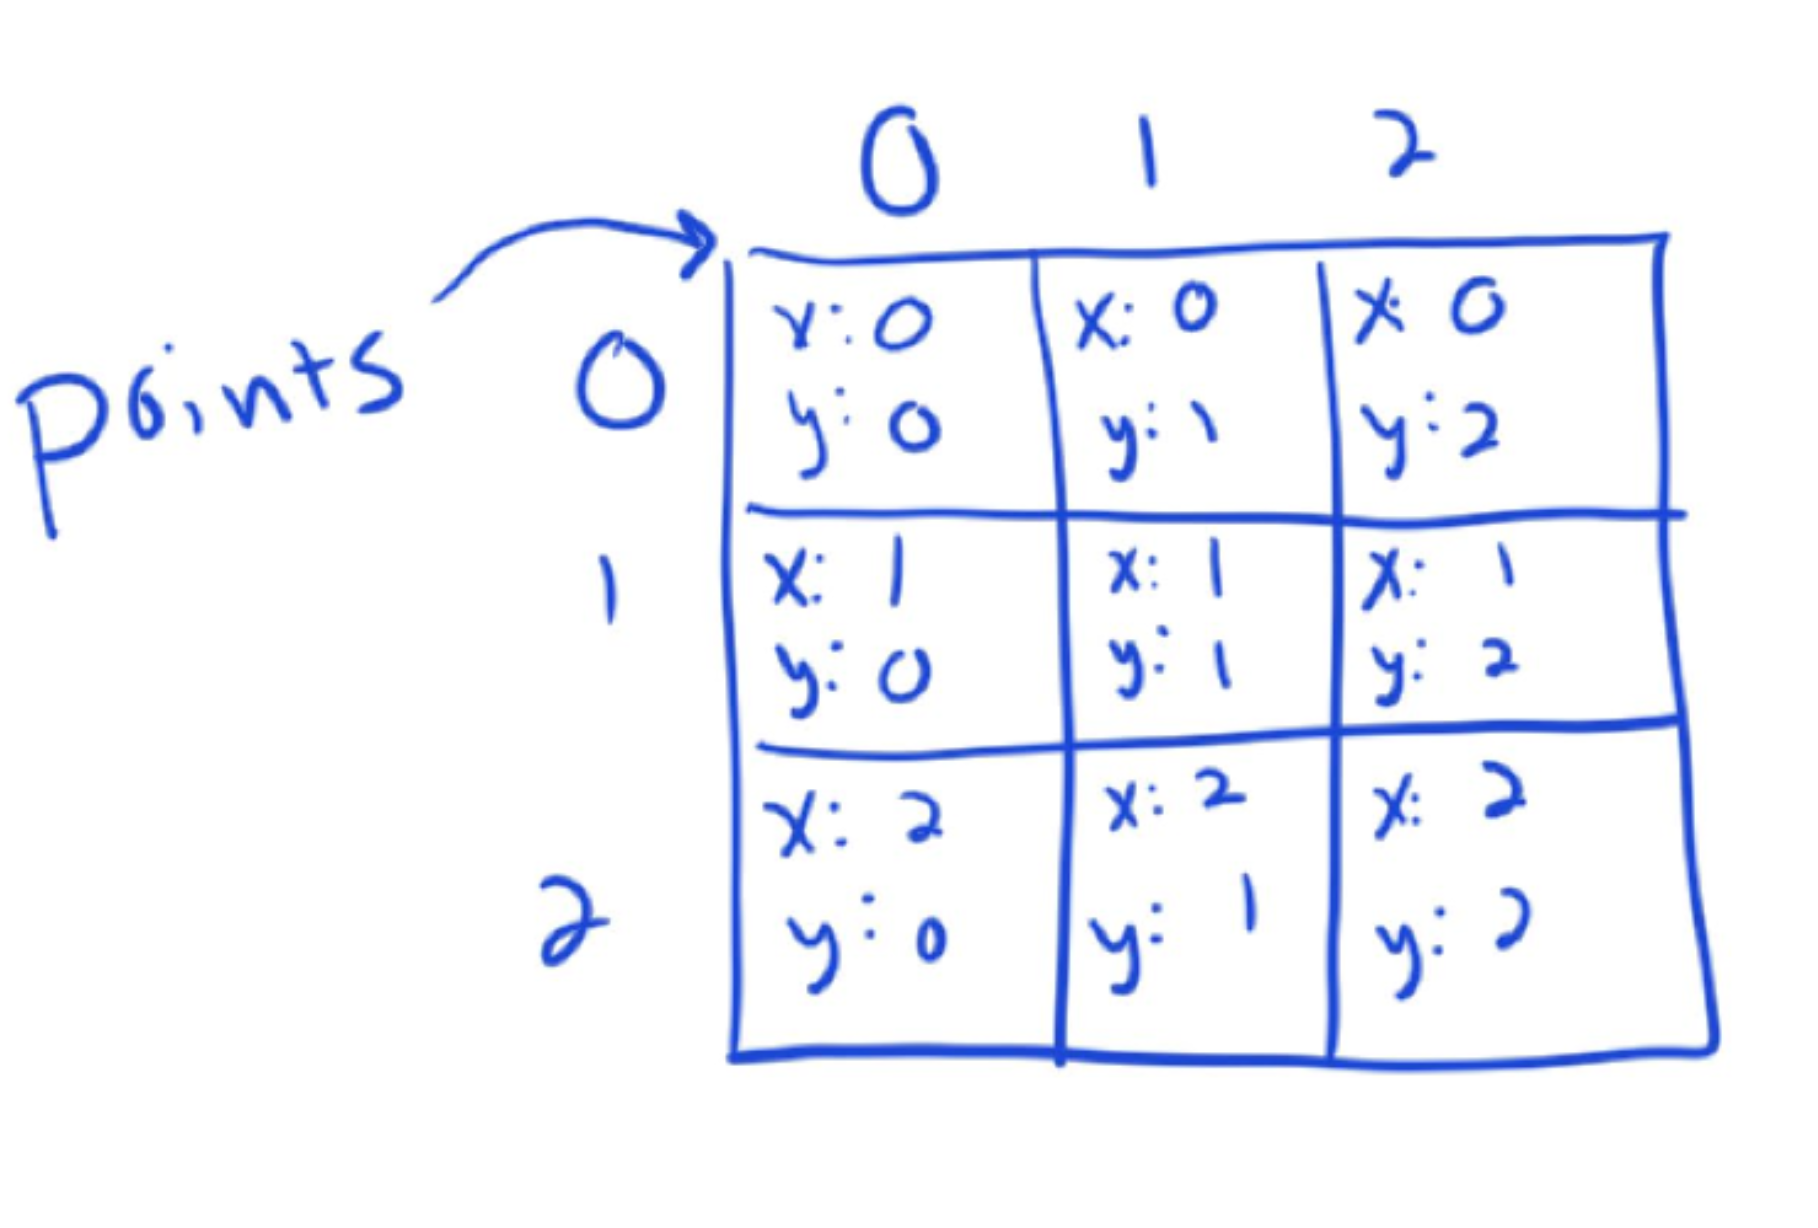 0 1 2
points
0
x: 0 x: 0 x: 0
y: 0 y: 1 y: 2
1
x: 1 x: 1 x: 1
y: 0 y: 1 y: 2
2
x: 2 x: 2 x: 2
y: 0 y: 1 y: 2